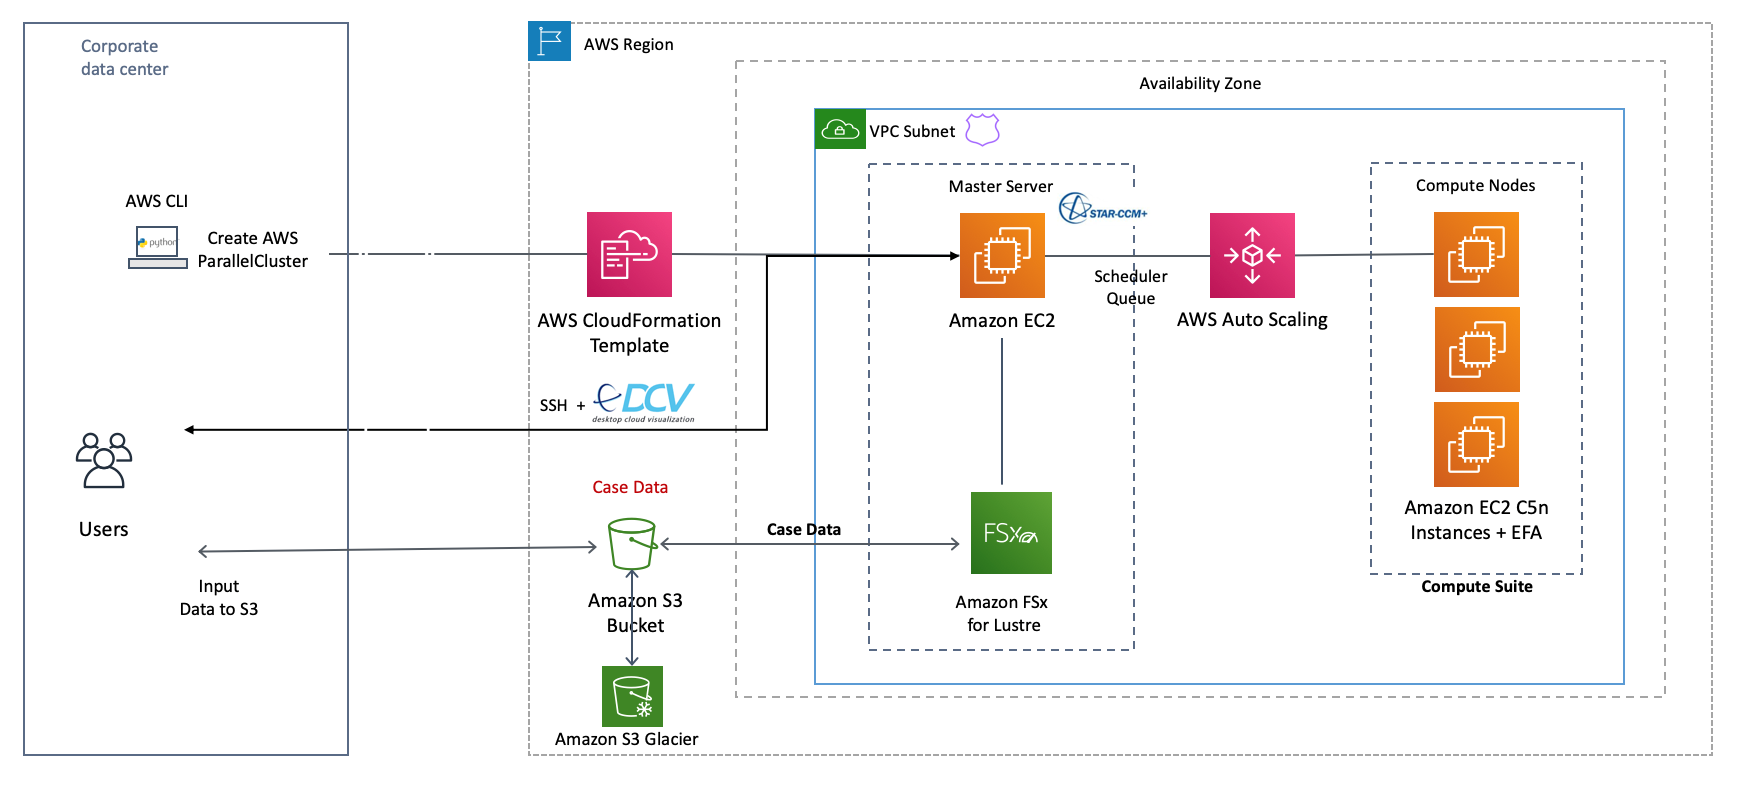 Corporate
data center
AWS Region
Availability Zone
VPC Subnet
AWS CLI
python
Create AWS
ParallelCluster
AWS CloudFormation
Template
Master Server
STAR-CCM+
Amazon EC2
Scheduler
Queue
AWS Auto Scaling
Compute Nodes
Amazon EC2 C5n
Instances + EFA
Compute Suite
SSH +
DCV
desktop cloud visualization
Users
Input
Data to S3
Case Data
Amazon S3
Bucket
Case Data
FSx
Amazon FSx
for Lustre
Amazon S3 Glacier